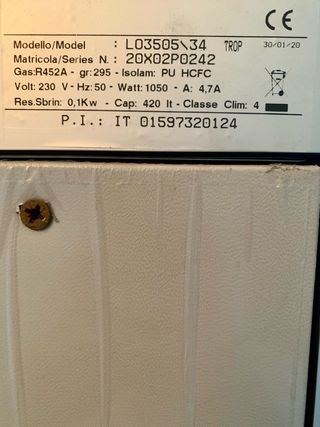 CE
Modello/Model : LO3505\34 TROP 30/01/20
Matricola/Series N. : 20X02P0242
Gas:R452A - gr:295 - Isolam: PU HCFC
Volt: 230 V - Hz:50 - Watt:1050 - A: 4,7A
Res.Sbrin: 0,1Kw - Cap: 420 lt - Classe Clim: 4
P.I.: IT 01597320124